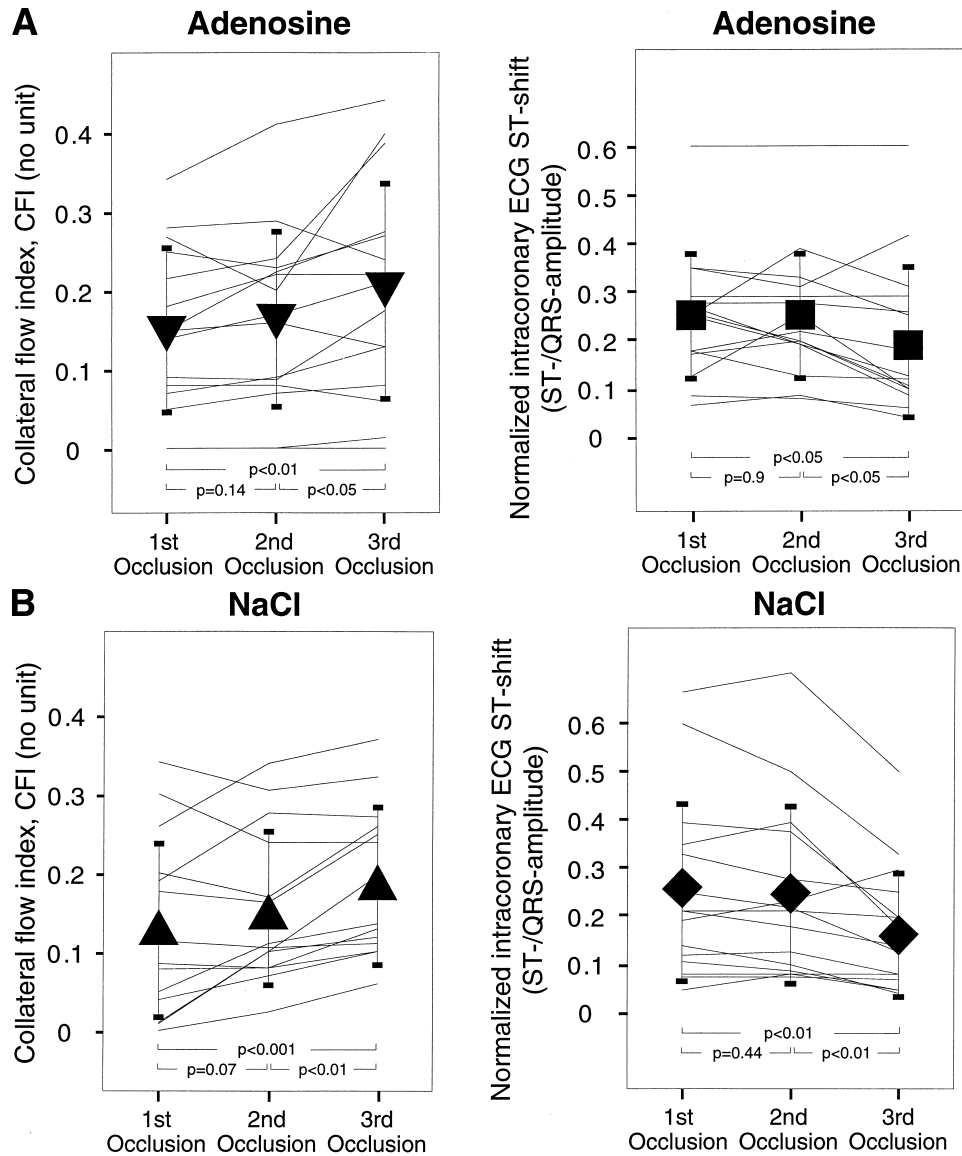 A
Adenosine
Collateral flow index, CFI (no unit)
0.4
0.3
0.2
0.1
0
p<0.01
p=0.14
p<0.05
1st
Occlusion
2nd
Occlusion
3rd
Occlusion
Adenosine
Normalized intracoronary ECG ST-shift
(ST-/QRS-amplitude)
0.6
0.5
0.4
0.3
0.2
0.1
0
p<0.05
p=0.9
p<0.05
1st
Occlusion
2nd
Occlusion
3rd
Occlusion
B
NaCl
Collateral flow index, CFI (no unit)
0.4
0.3
0.2
0.1
0
p<0.001
p=0.07
p<0.01
1st
Occlusion
2nd
Occlusion
3rd
Occlusion
NaCl
Normalized intracoronary ECG ST-shift
(ST-/QRS-amplitude)
0.6
0.5
0.4
0.3
0.2
0.1
0
p<0.01
p=0.44
p<0.01
1st
Occlusion
2nd
Occlusion
3rd
Occlusion